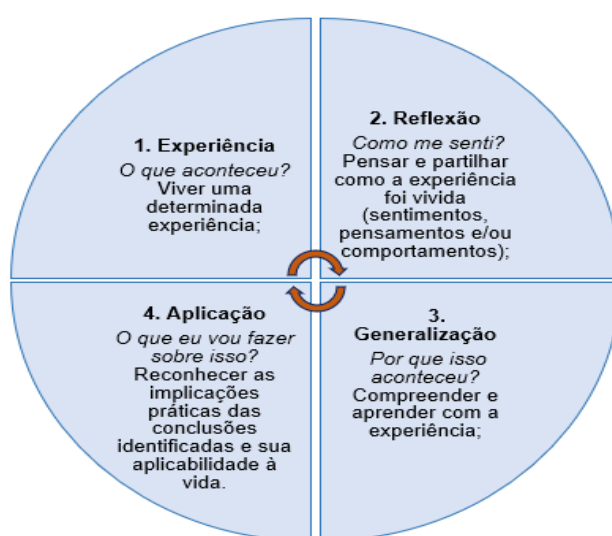 1. Experiência
O que aconteceu?
Viver uma
determinada
experiência;
2. Reflexão
Como me senti?
Pensar e partilhar
como a experiência
foi vivida
(sentimentos,
pensamentos e/ou
comportamentos);
3.
Generalização
Por que isso
aconteceu?
Compreender e
aprender com a
experiência;
4. Aplicação
O que eu vou fazer
sobre isso?
Reconhecer as
implicações
práticas das
conclusões
identificadas e sua
aplicabilidade à
vida.